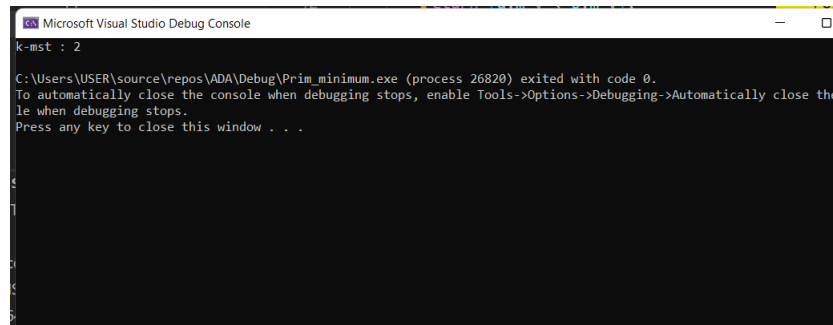 Microsoft Visual Studio Debug Console
k-mst : 2
C:\Users\USER\source\repos\ADA\Debug\Prim_minimum.exe (process 26820) exited with code 0.
To automatically close the console when debugging stops, enable Tools->Options->Debugging->Automatically close the
le when debugging stops.
Press any key to close this window . . .